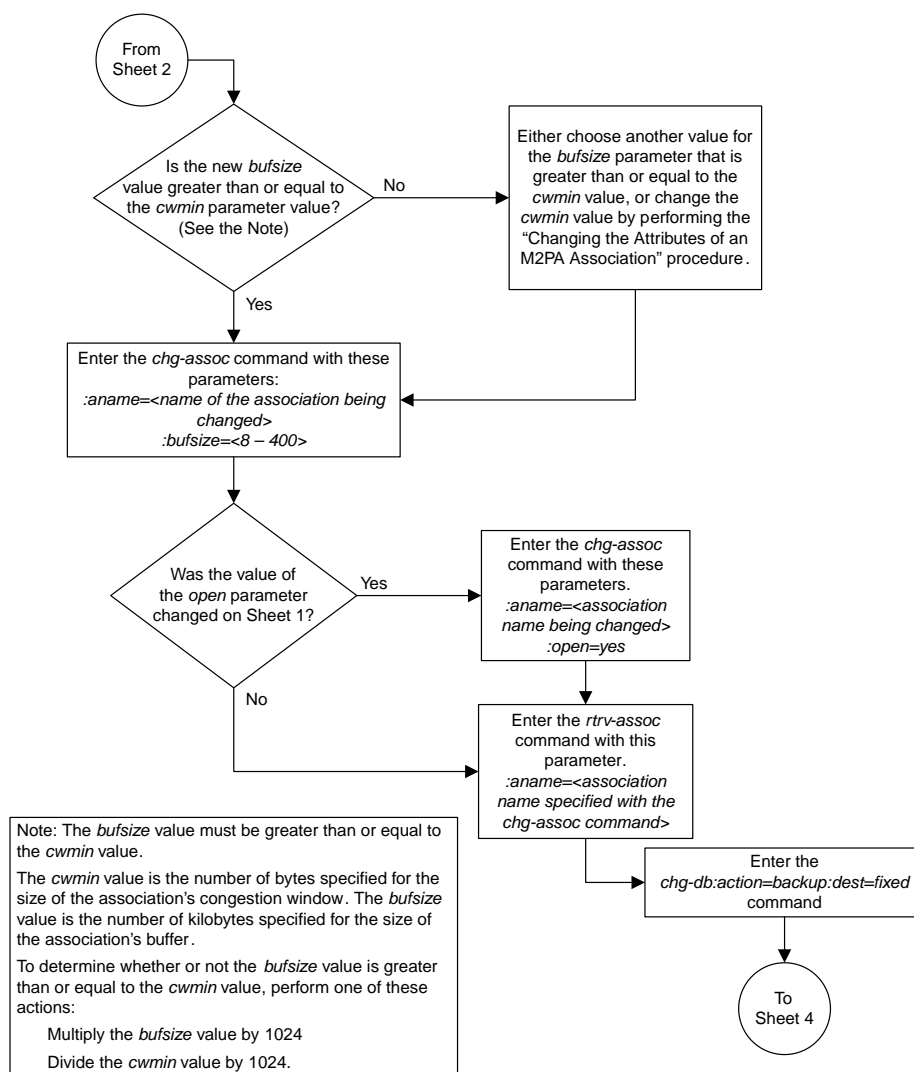 From
Sheet 2
Is the new bufsize
value greater than or equal to
the cwmin parameter value?
(See the Note)
No
Either choose another value for
the bufsize parameter that is
greater than or equal to the
cwmin value, or change the
cwmin value by performing the
“Changing the Attributes of an
M2PA Association” procedure.
Yes
Enter the chg-assoc command with these
parameters:
:aname=<name of the association being
changed>
:bufsize=<8 – 400>
Was the value of
the open parameter
changed on Sheet 1?
Yes
Enter the chg-assoc
command with these
parameters.
:aname=<association
name being changed>
:open=yes
No
Enter the rtrv-assoc
command with this
parameter.
:aname=<association
name specified with the
chg-assoc command>
Enter the
chg-db:action=backup:dest=fixed
command
To
Sheet 4
Note: The bufsize value must be greater than or equal to
the cwmin value.
The cwmin value is the number of bytes specified for the
size of the association’s congestion window. The bufsize
value is the number of kilobytes specified for the size of
the association’s buffer.
To determine whether or not the bufsize value is greater
than or equal to the cwmin value, perform one of these
actions:
Multiply the bufsize value by 1024
Divide the cwmin value by 1024.